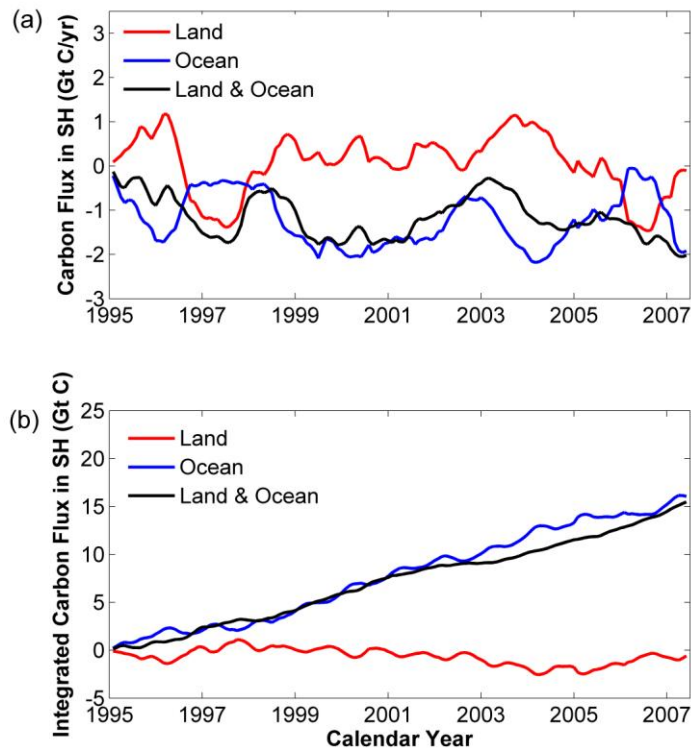 (a)
Carbon Flux in SH (Gt C/yr)
3
2
1
0
-1
-2
-3
Land
Ocean
Land & Ocean
1995
1997
1999
2001
2003
2005
2007
(b)
Integrated Carbon Flux in SH (Gt C)
25
20
15
10
5
0
-5
Land
Ocean
Land & Ocean
1995
1997
1999
2001
2003
2005
2007
Calendar Year